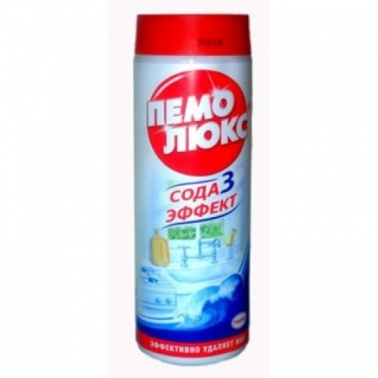 ПЕМО
ЛЮКС
СОДА 3
ЭФФЕКТ
ЭФФЕКТИВНО УДАЛЯЕТ